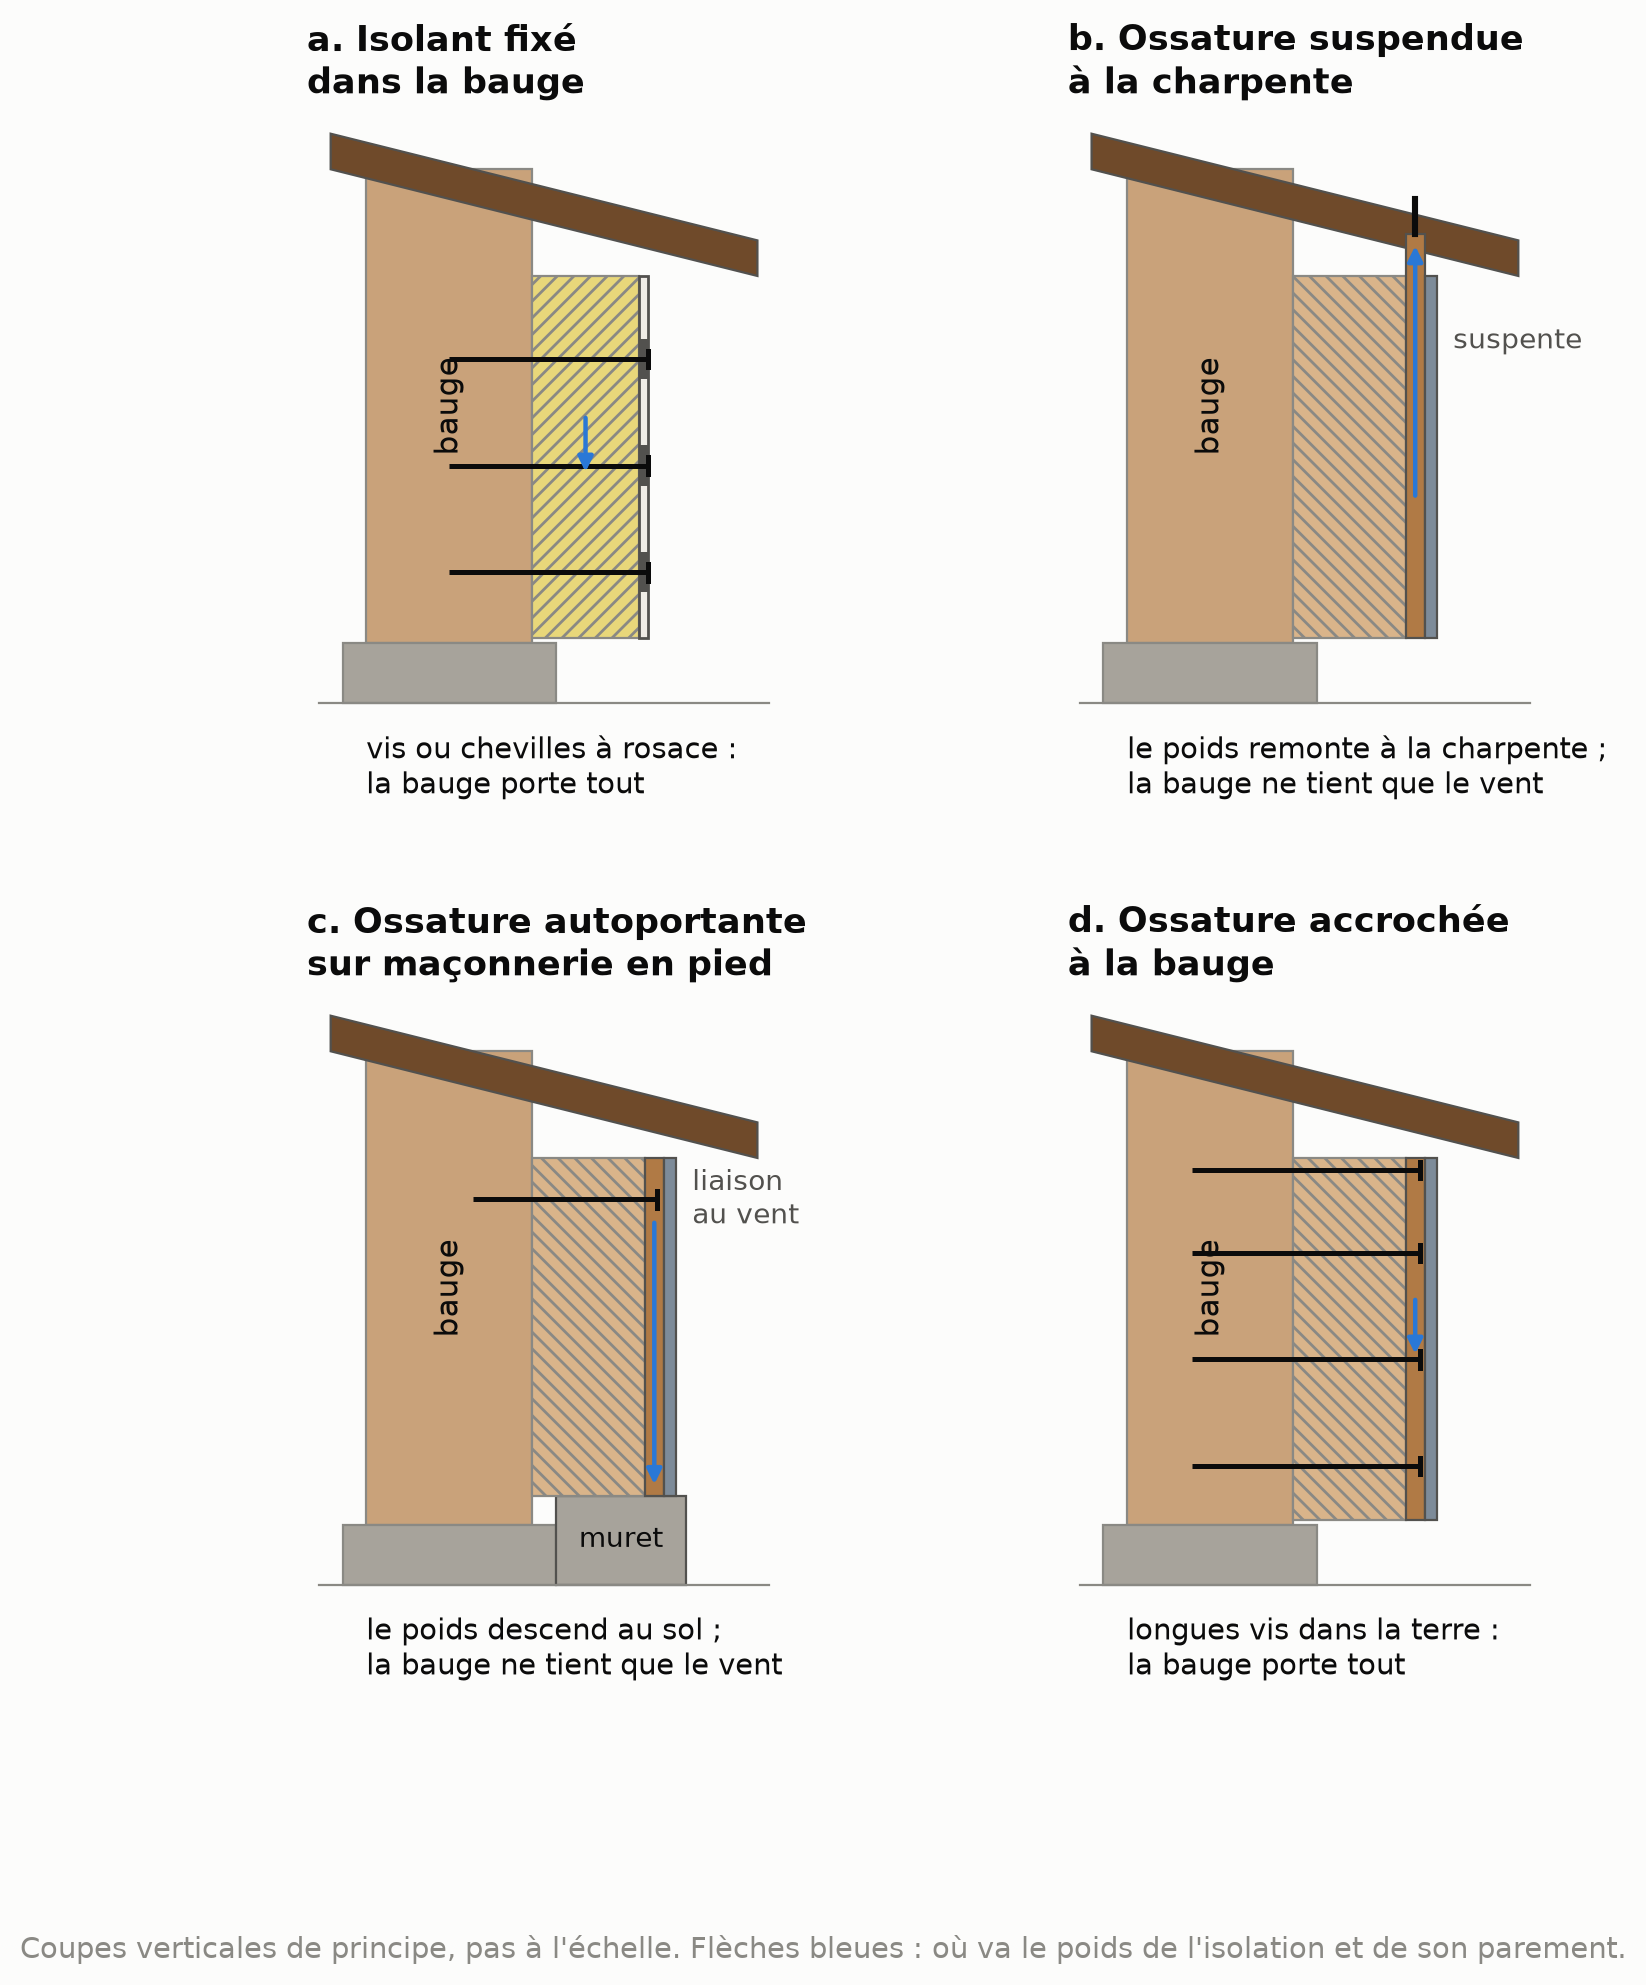 a. Isolant fixé
dans la bauge
bauge
vis ou chevilles à rosace :
la bauge porte tout
b. Ossature suspendue
à la charpente
bauge
suspente
le poids remonte à la charpente ;
la bauge ne tient que le vent
c. Ossature autoportante
sur maçonnerie en pied
liaison
au vent
bauge
muret
le poids descend au sol ;
la bauge ne tient que le vent
d. Ossature accrochée
à la bauge
bauge
longues vis dans la terre :
la bauge porte tout
Coupes verticales de principe, pas à l'échelle. Flèches bleues : où va le poids de l'isolation et de son parement.